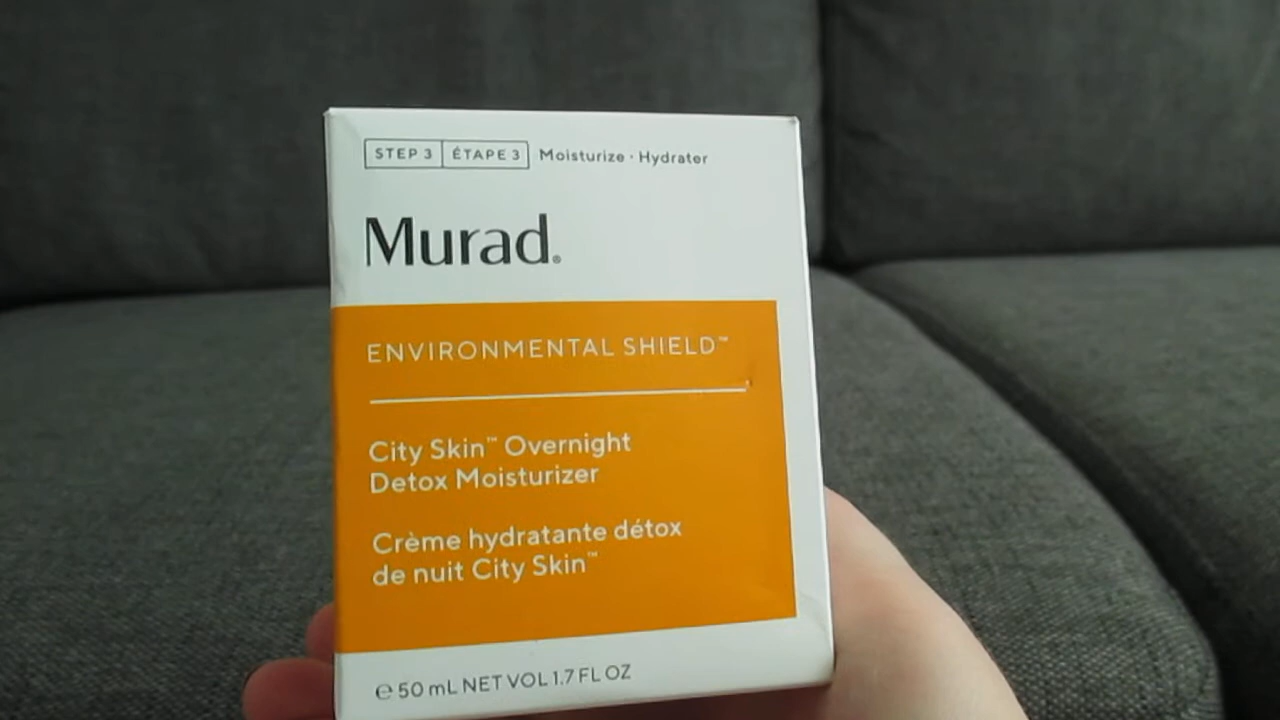 STEP 3 ÉTAPE 3 Moisturize · Hydrater
Murad®
ENVIRONMENTAL SHIELD™
City Skin™ Overnight
Detox Moisturizer
Crème hydratante détox
de nuit City Skin™
℮ 50 mL NET VOL 1.7 FL OZ